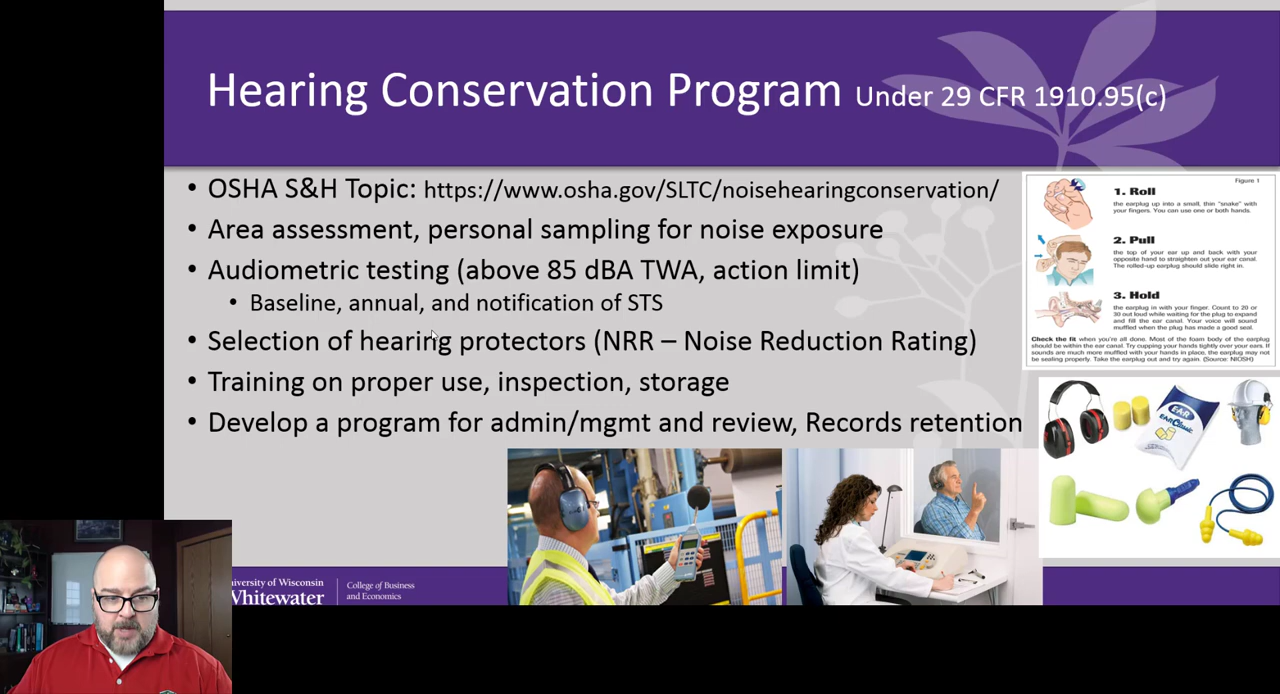 Hearing Conservation Program Under 29 CFR 1910.95(c)
• OSHA S&H Topic: https://www.osha.gov/SLTC/noisehearingconservation/
• Area assessment, personal sampling for noise exposure
• Audiometric testing (above 85 dBA TWA, action limit)
• Baseline, annual, and notification of STS
• Selection of hearing protectors (NRR – Noise Reduction Rating)
• Training on proper use, inspection, storage
• Develop a program for admin/mgmt and review, Records retention
Figure 1
1. Roll
the earplug up into a small, thin "snake" with
your fingers. You can use one or both hands.
2. Pull
the top of your ear up and back with your
opposite hand to straighten out your ear canal.
The rolled-up earplug should slide right in.
3. Hold
the earplug in with your finger. Count to 20 or
30 out loud while waiting for the plug to expand
and fill the ear canal. Your voice will sound
muffled when the plug has made a good seal.
Check the fit when you're all done. Most of the foam body of the earplug
should be within the ear canal. Try cupping your hands tightly over your ears. If
sounds are much more muffled with your hands in place, the earplug may not
be sealing properly. Take the earplug out and try again. (Source: NIOSH)
E·A·R
Classic
niversity of Wisconsin
Whitewater
College of Business
and Economics